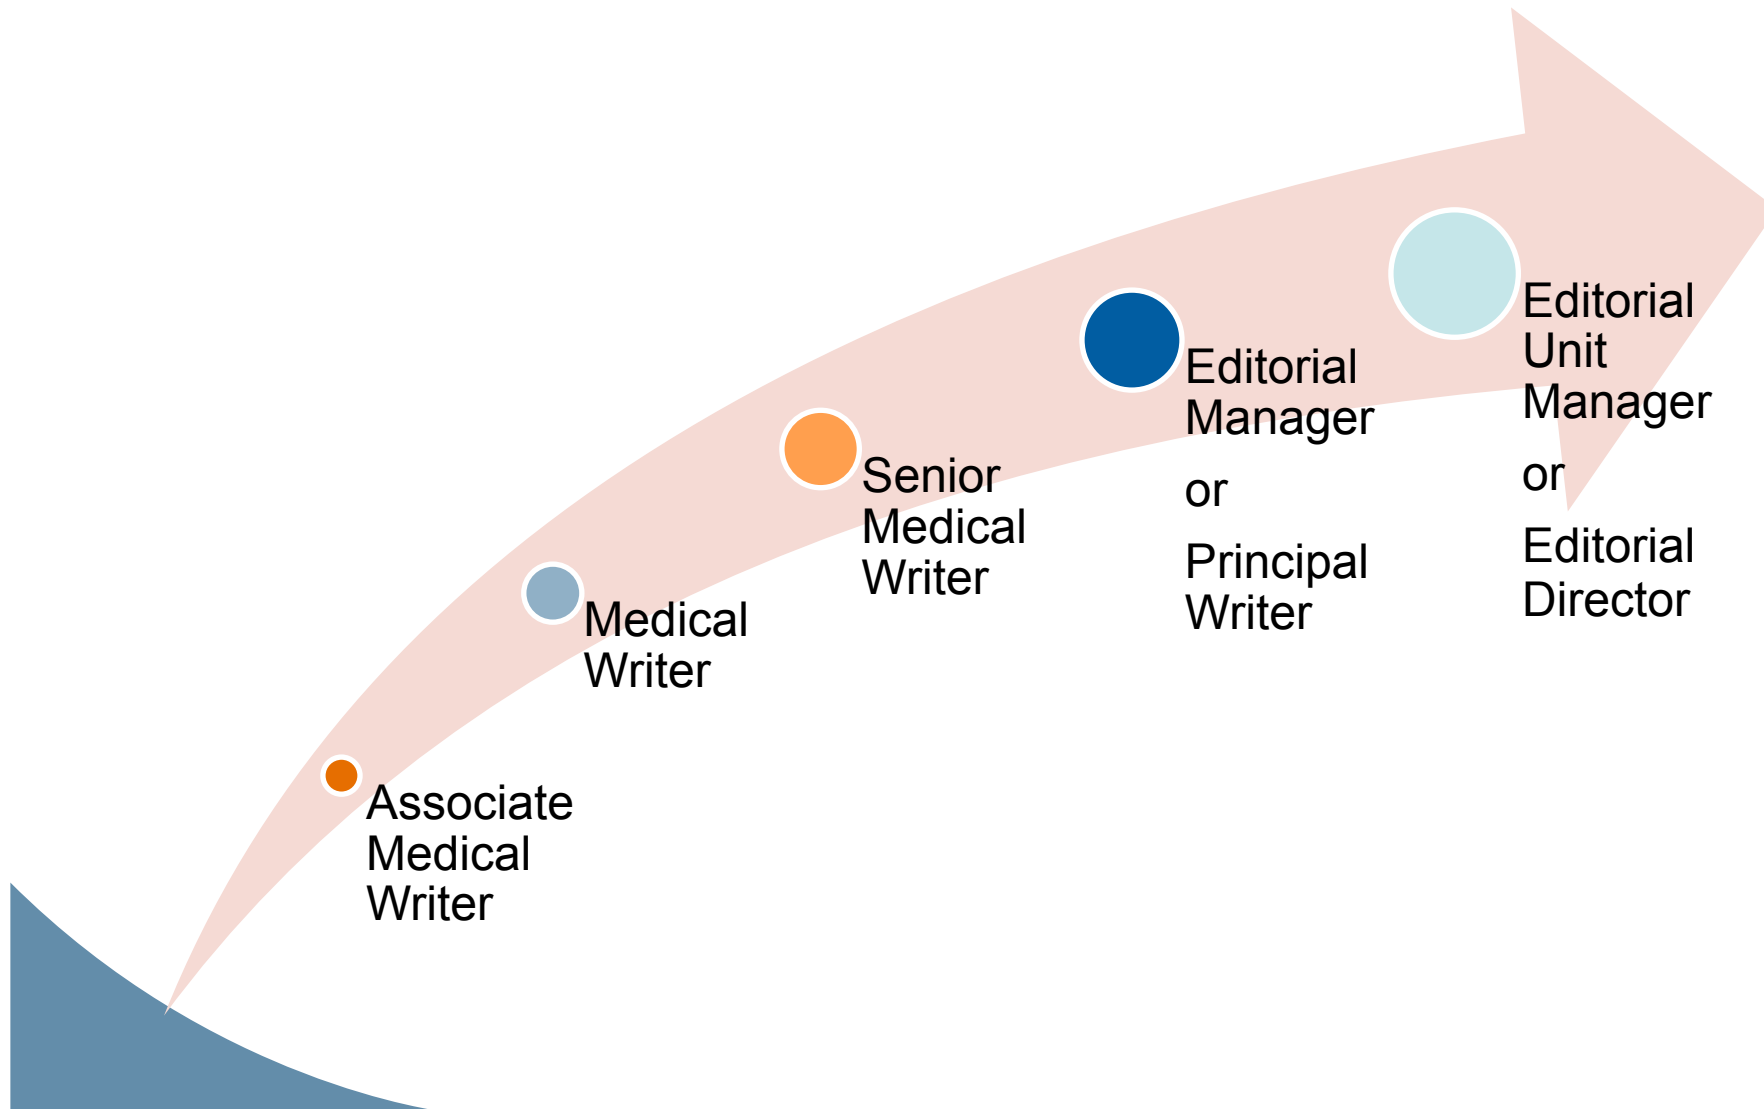 Associate
Medical
Writer
Medical
Writer
Senior
Medical
Writer
Editorial
Manager
or
Principal
Writer
Editorial
Unit
Manager
or
Editorial
Director